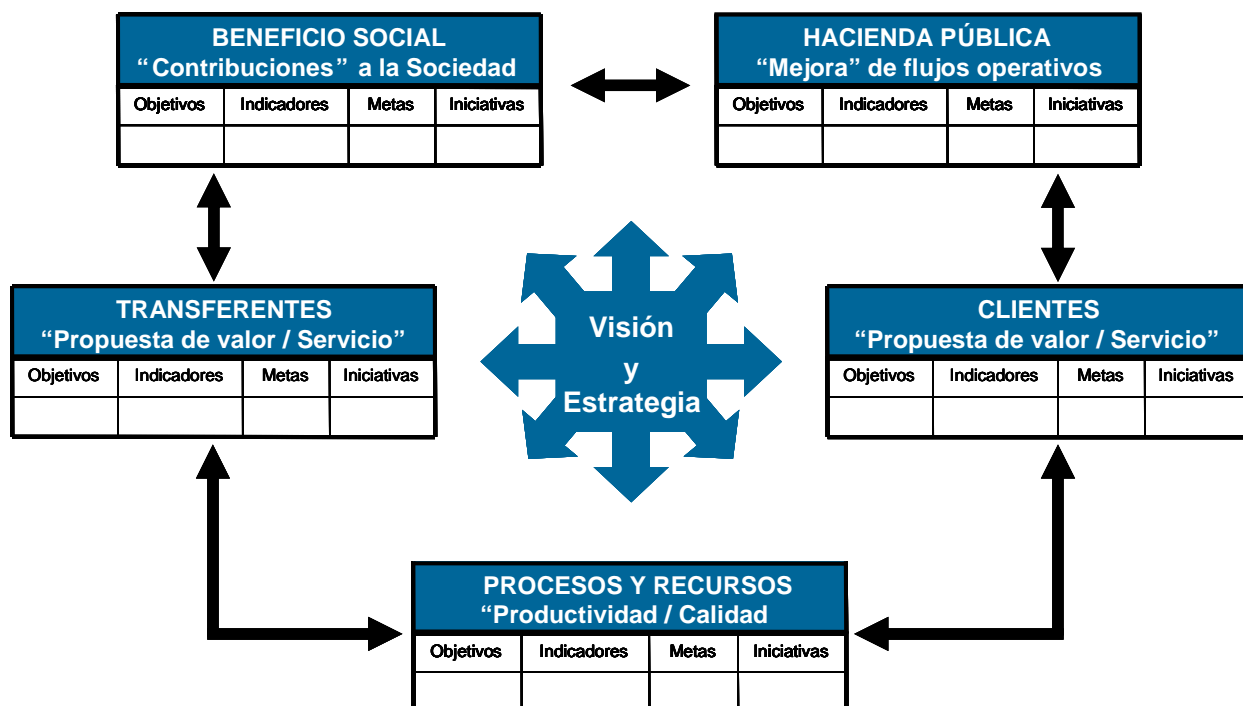 BENEFICIO SOCIAL
“Contribuciones” a la Sociedad
Objetivos Indicadores Metas Iniciativas
HACIENDA PÚBLICA
“Mejora” de flujos operativos
Objetivos Indicadores Metas Iniciativas
TRANSFERENTES
“Propuesta de valor / Servicio”
Objetivos Indicadores Metas Iniciativas
Visión
y
Estrategia
CLIENTES
“Propuesta de valor / Servicio”
Objetivos Indicadores Metas Iniciativas
PROCESOS Y RECURSOS
“Productividad / Calidad
Objetivos Indicadores Metas Iniciativas